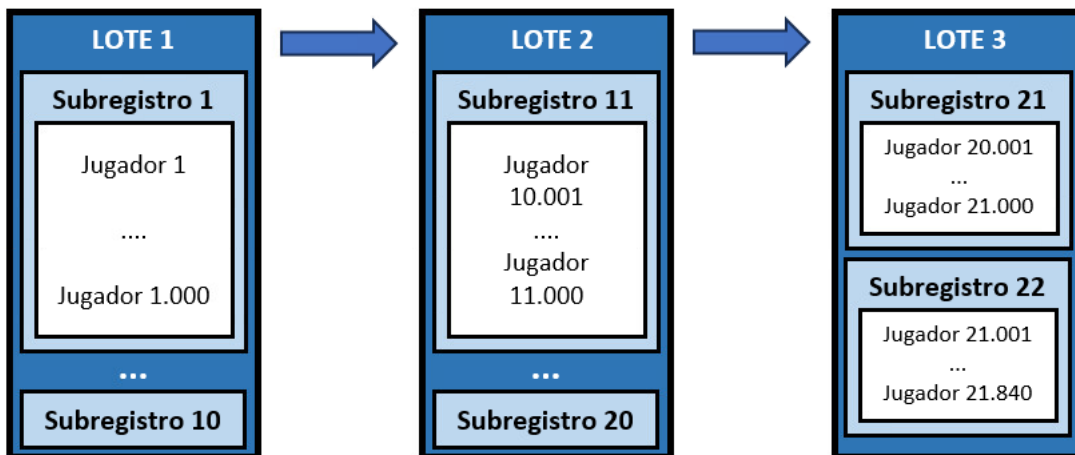 LOTE 1
Subregistro 1
Jugador 1
....
Jugador 1.000
...
Subregistro 10
LOTE 2
Subregistro 11
Jugador
10.001
....
Jugador
11.000
...
Subregistro 20
LOTE 3
Subregistro 21
Jugador 20.001
...
Jugador 21.000
Subregistro 22
Jugador 21.001
...
Jugador 21.840